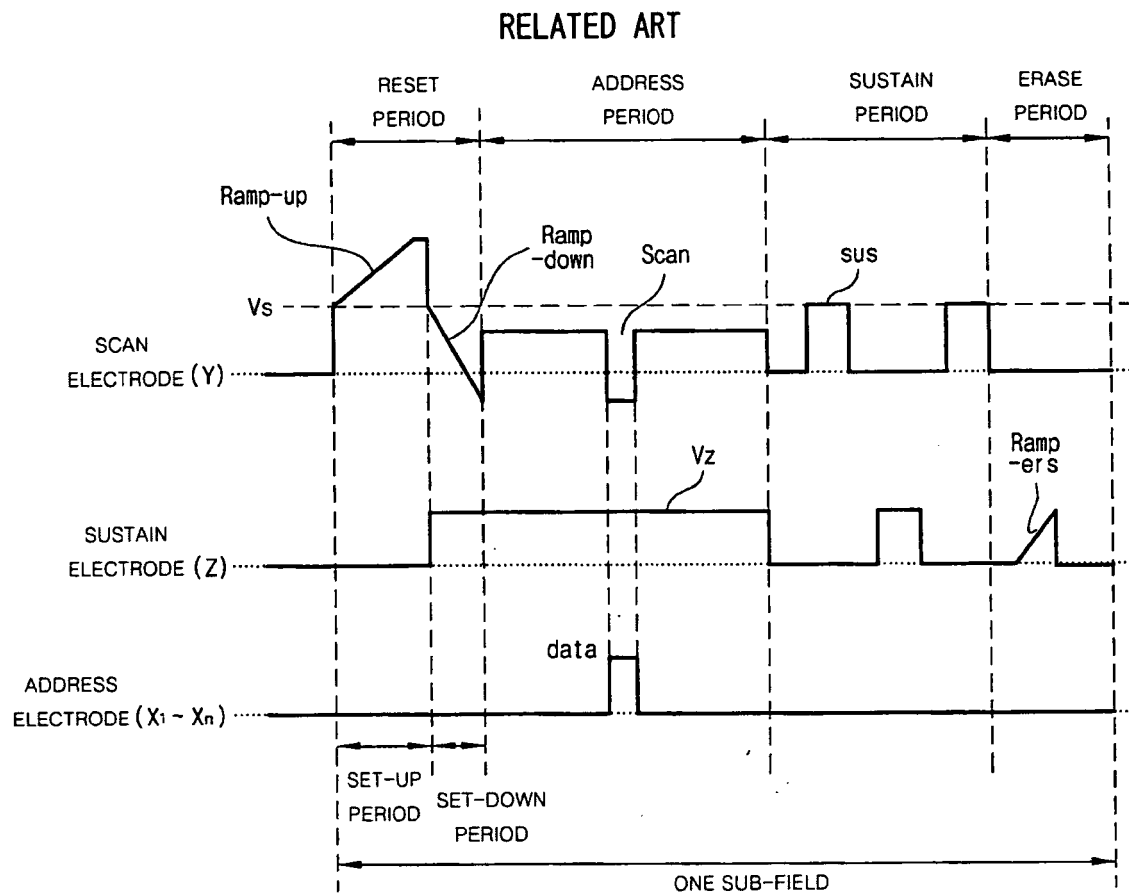 RELATED ART
RESET
PERIOD
ADDRESS
PERIOD
SUSTAIN
PERIOD
ERASE
PERIOD
Ramp-up
Ramp
-down
Scan
sus
Vs
SCAN
ELECTRODE (Y)
Vz
Ramp
-ers
SUSTAIN
ELECTRODE (Z)
data
ADDRESS
ELECTRODE (X1 ~ Xn)
SET-UP
PERIOD
SET-DOWN
PERIOD
ONE SUB-FIELD